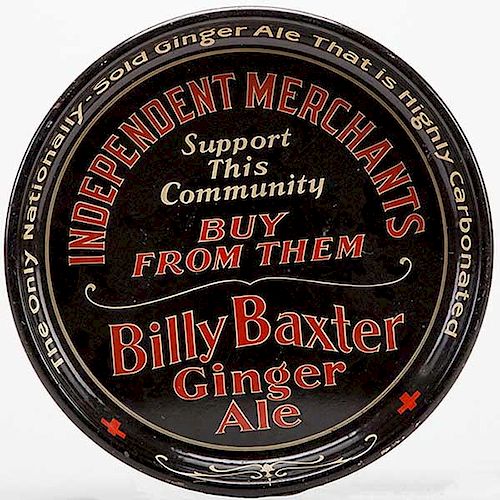 The Only Nationally-Sold Ginger Ale That is Highly Carbonated
INDEPENDENT MERCHANTS
Support
This
Community
BUY
FROM THEM
Billy Baxter
Ginger
Ale